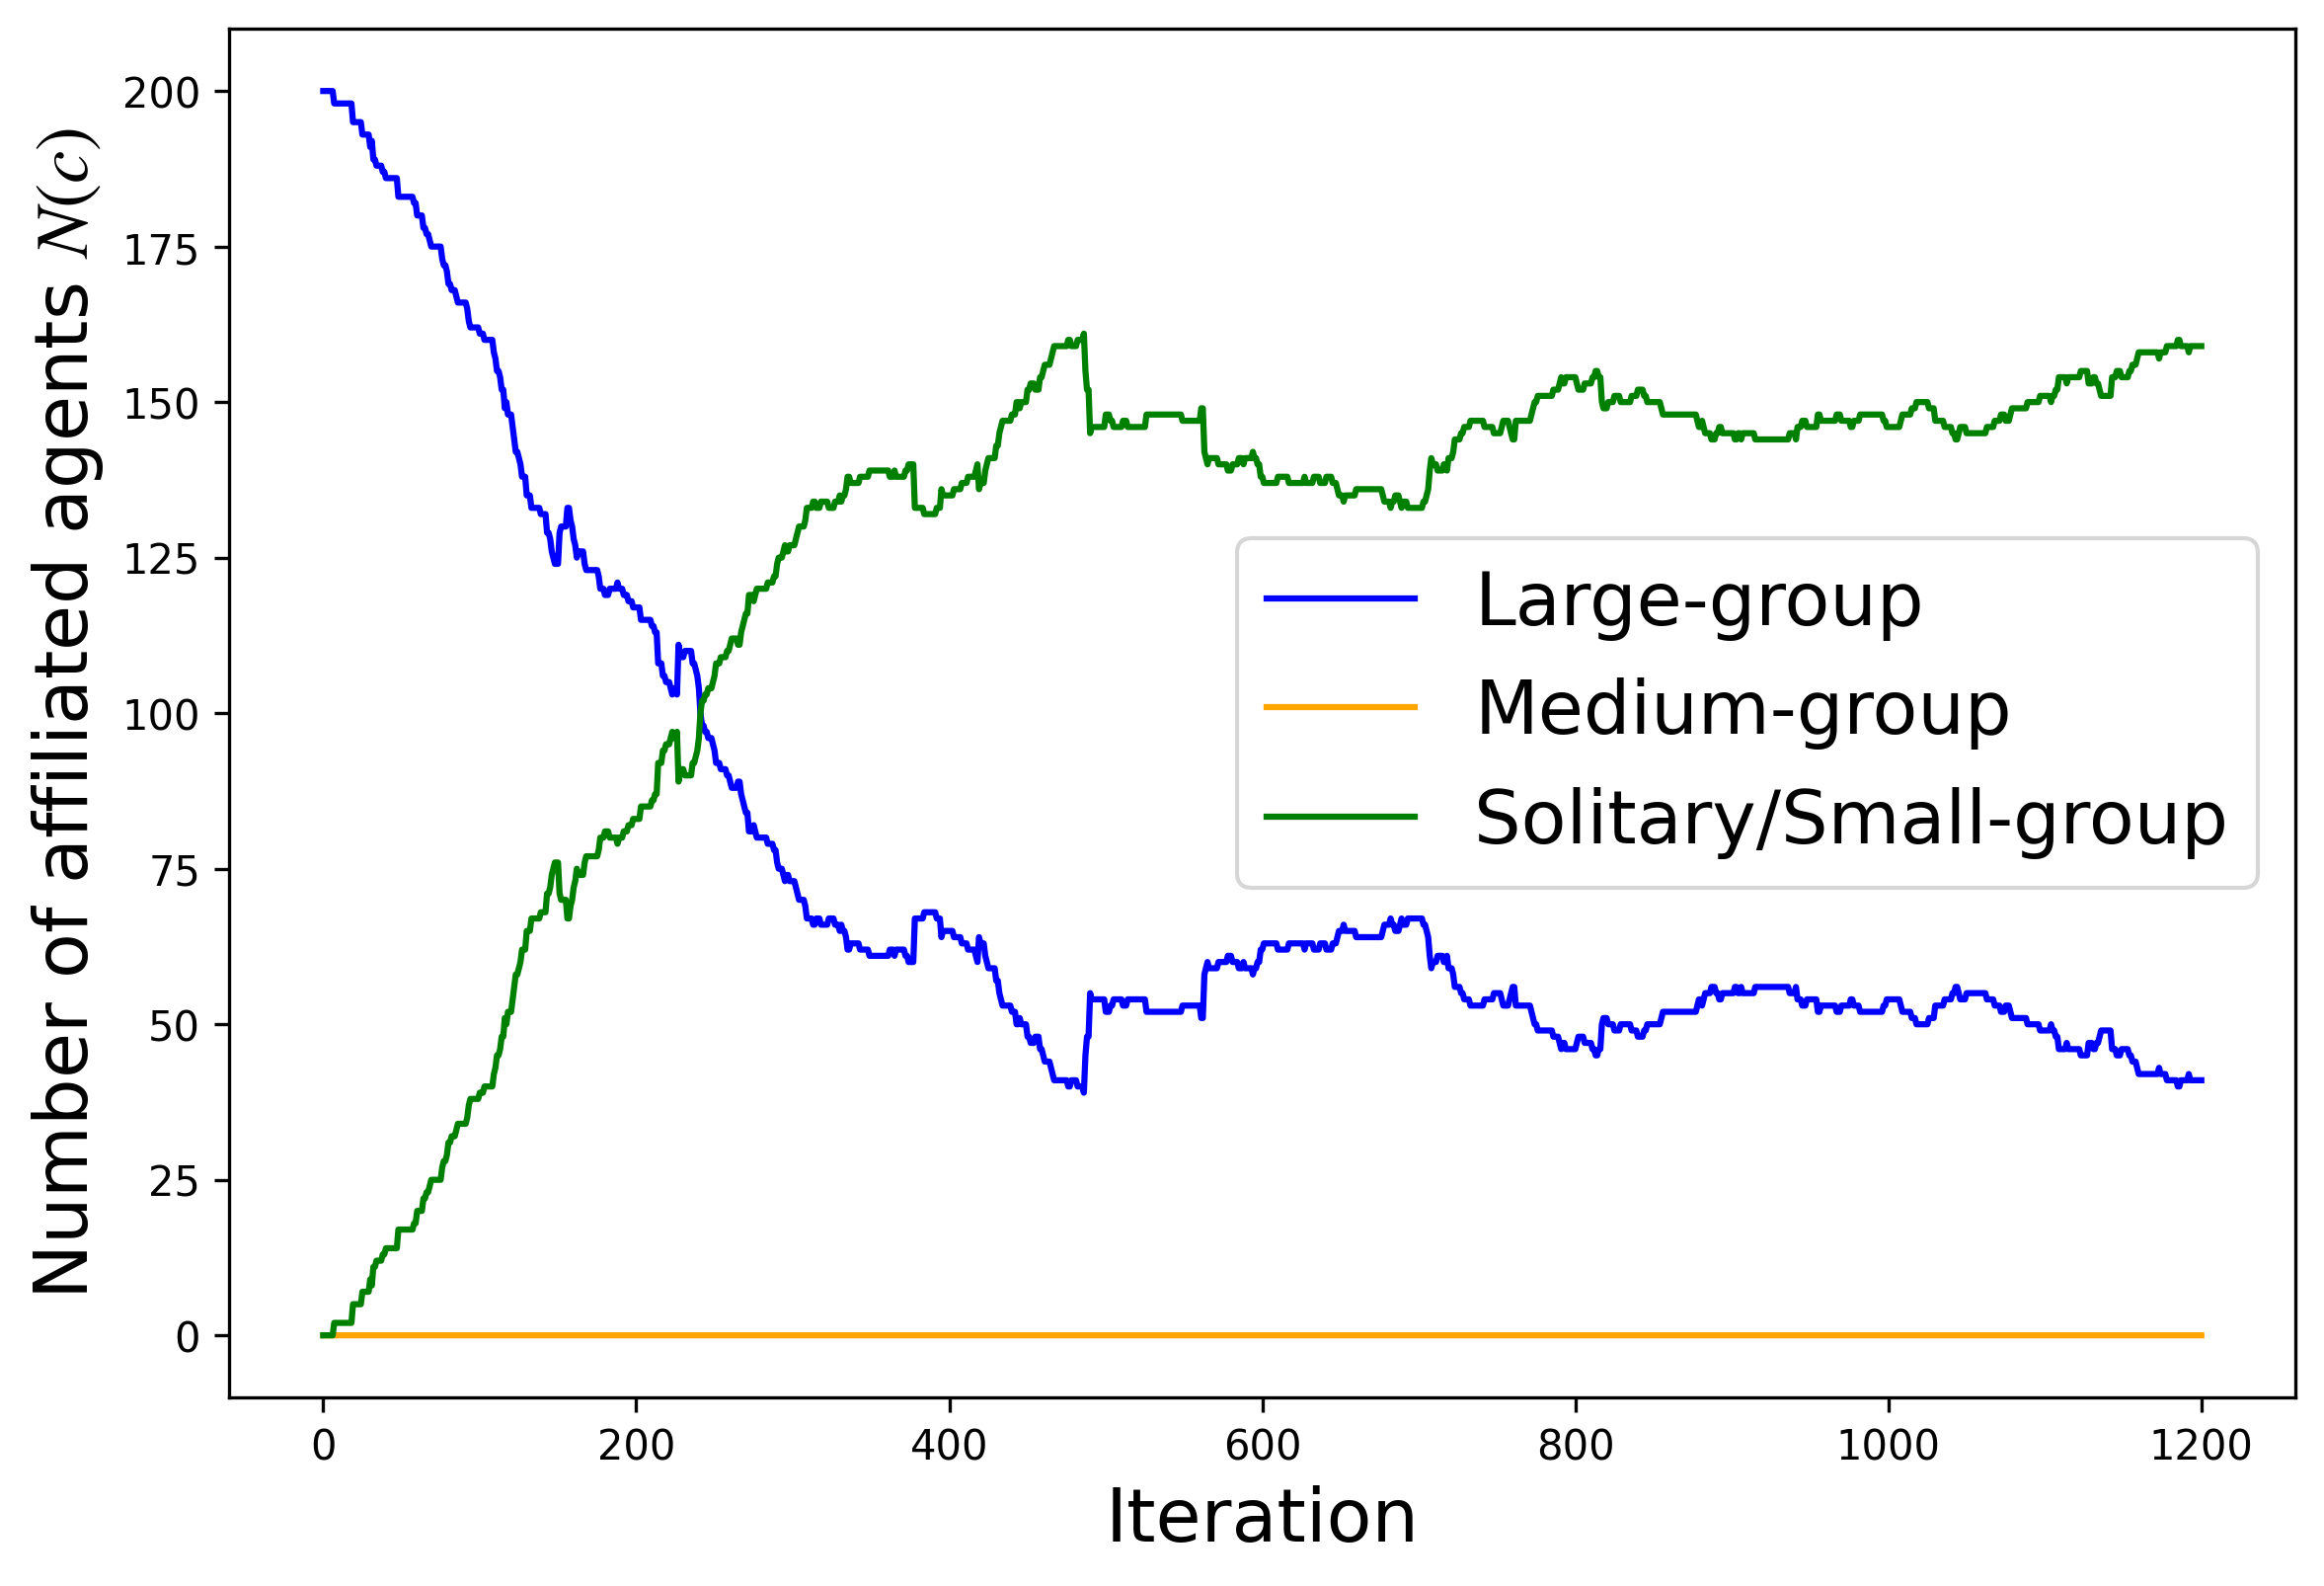 Number of affiliated agents N(c)
200
175
150
125
100
75
50
25
0
Large-group
Medium-group
Solitary/Small-group
0 200 400 600 800 1000 1200
Iteration